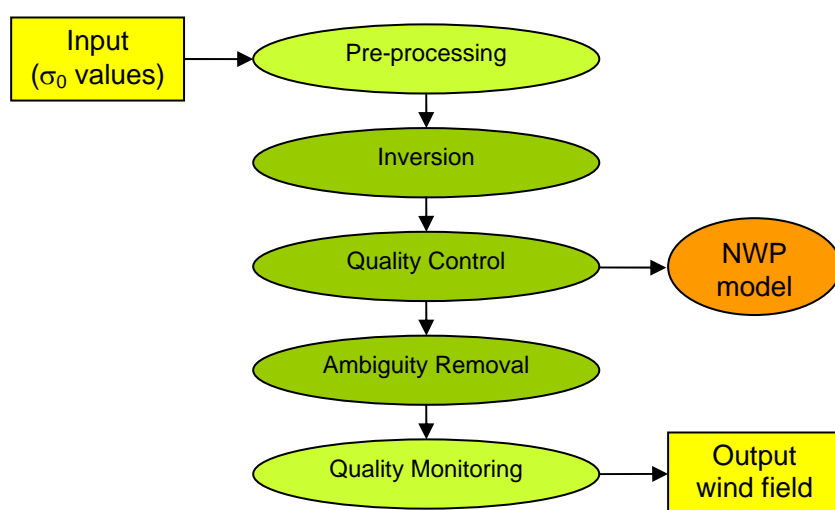 Input
(σ₀ values)
Pre-processing
Inversion
Quality Control
NWP
model
Ambiguity Removal
Quality Monitoring
Output
wind field